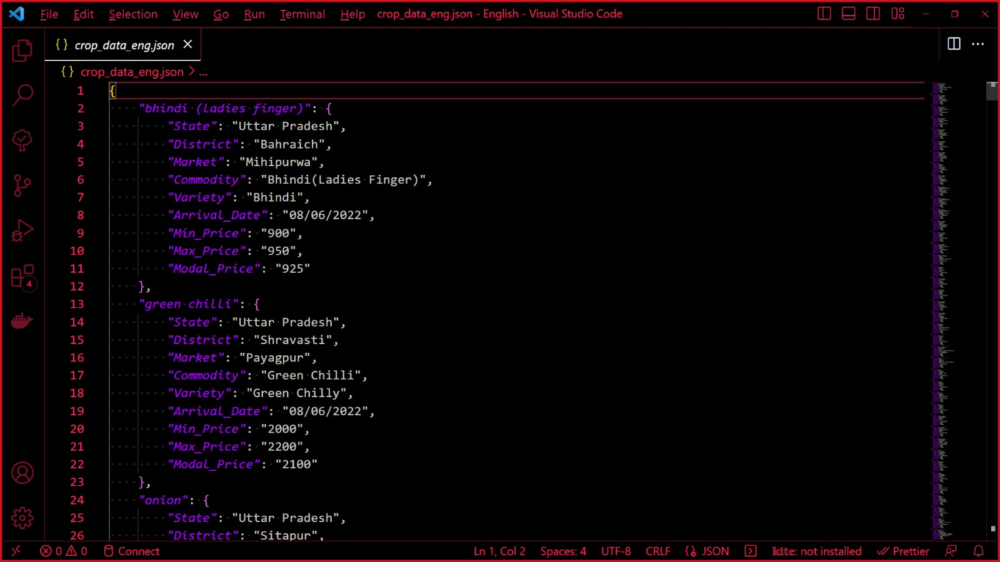 File Edit Selection View Go Run Terminal Help crop_data_eng.json - English - Visual Studio Code
{} crop_data_eng.json
{} crop_data_eng.json > ...
1 {
2 "bhindi (ladies finger)": {
3 "State": "Uttar Pradesh",
4 "District": "Bahraich",
5 "Market": "Mihipurwa",
6 "Commodity": "Bhindi(Ladies Finger)",
7 "Variety": "Bhindi",
8 "Arrival_Date": "08/06/2022",
9 "Min_Price": "900",
10 "Max_Price": "950",
11 "Modal_Price": "925"
12 },
13 "green chilli": {
14 "State": "Uttar Pradesh",
15 "District": "Shravasti",
16 "Market": "Payagpur",
17 "Commodity": "Green Chilli",
18 "Variety": "Green Chilly",
19 "Arrival_Date": "08/06/2022",
20 "Min_Price": "2000",
21 "Max_Price": "2200",
22 "Modal_Price": "2100"
23 },
24 "onion": {
25 "State": "Uttar Pradesh",
26 "District": "Sitapur",
4
0 0 Connect Ln 1, Col 2 Spaces: 4 UTF-8 CRLF {} JSON kite: not installed Prettier